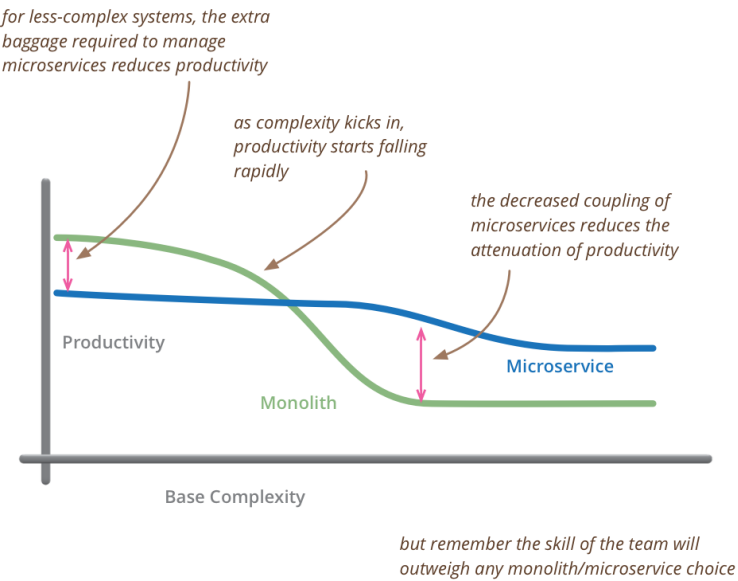 for less-complex systems, the extra
baggage required to manage
microservices reduces productivity
as complexity kicks in,
productivity starts falling
rapidly
the decreased coupling of
microservices reduces the
attenuation of productivity
Productivity
Microservice
Monolith
Base Complexity
but remember the skill of the team will
outweigh any monolith/microservice choice